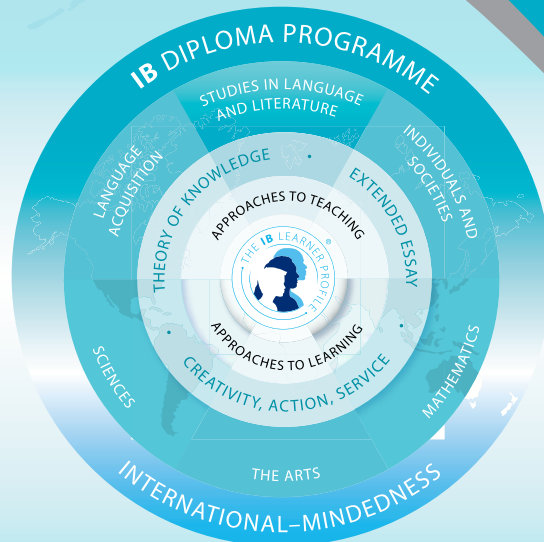 IB DIPLOMA PROGRAMME
STUDIES IN LANGUAGE
AND LITERATURE
LANGUAGE
ACQUISITION
INDIVIDUALS AND
SOCIETIES
THEORY OF KNOWLEDGE
EXTENDED ESSAY
APPROACHES TO TEACHING
THE IB LEARNER PROFILE
®
APPROACHES TO LEARNING
CREATIVITY, ACTION, SERVICE
SCIENCES
MATHEMATICS
THE ARTS
INTERNATIONAL–MINDEDNESS